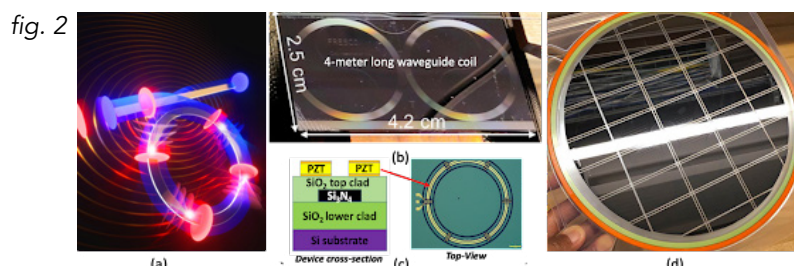 fig. 2
4-meter long waveguide coil
2.5 cm
4.2 cm
(b)
PZT
PZT
SiO2 top clad
Si3N4
SiO2 lower clad
Si substrate
Device cross-section
(c)
Top-View
(a)
(d)